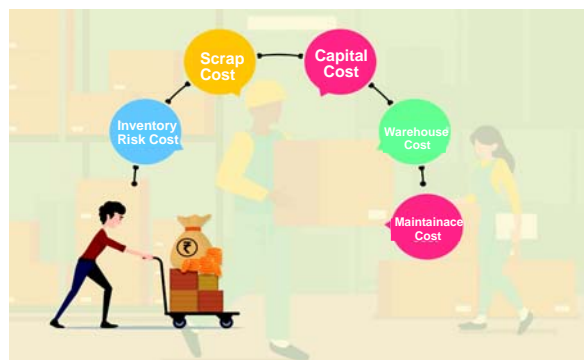 Scrap
Cost
Capital
Cost
Inventory
Risk Cost
Warehouse
Cost
Maintainace
Cost
₹